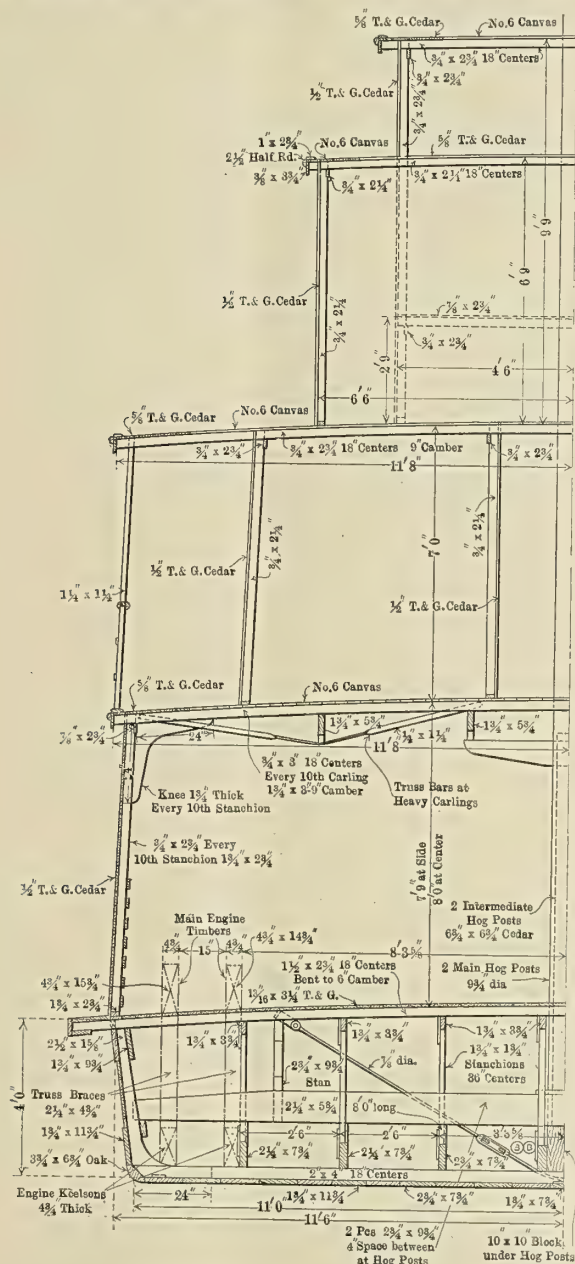 ⅝" T. & G. Cedar
No.6 Canvas
¾" x 2¾" 18" Centers
¾" x 2¾"
½" T. & G. Cedar
¾" x 2¾"
1" x 2¾"
No.6 Canvas
⅝" T. & G. Cedar
2½" Half Rd.
⅜" x 3¾"
¾" x 2¼"
¾" x 2¼" 18" Centers
9'9"
6'9"
½" T. & G. Cedar
¾" x 2¼"
⅞" x 2¾"
¾" x 2¾"
2'9"
4'6"
6'6"
⅝" T. & G. Cedar
No.6 Canvas
¾" x 2¾"
¾" x 2¾" 18" Centers 9" Camber
¾" x 2¾"
11'8"
½" T. & G. Cedar
¾" x 2¼"
7'0"
¾" x 2¼"
1¼" x 1¼"
½" T. & G. Cedar
⅝" T. & G. Cedar
No.6 Canvas
⅞" x 2¾"
24"
1¾" x 5¾"
1¾" x 5¾"
11'8"
¾" x 3" 18" Centers
Every 10th Carling
1¾" x 3" 9" Camber
Truss Bars at
Heavy Carlings
Knee 1¾" Thick
Every 10th Stanchion
¾" x 2¾" Every
10th Stanchion 1¾" x 2¾"
½" T. & G. Cedar
7'9" at Side
8'0" at Center
2 Intermediate
Hog Posts
6¾" x 6¾" Cedar
Main Engine
Timbers
4¾"
15"
4¾"
4¾" x 14¾"
8'3⅝"
4¾" x 15¾"
1¾" x 2¾"
1½" x 2¾" 18" Centers
Bent to 6" Camber
13/16" x 3¼" T. & G.
2 Main Hog Posts
9¾" dia
2½" x 1⅝"
1¾" x 9¾"
1¾" x 3¾"
1¾" x 3¾"
1¾" x 3¾"
4'0"
2¾" x 9¾"
Stan
⅞" dia.
1¾" x 1¾"
Stanchions
36" Centers
Truss Braces
2¼" x 4¾"
2¼" x 5¾"
8'0" long
1¾" x 11¾"
2'6"
2'6"
3'3⅝"
3¾" x 6¾" Oak
2¼" x 7¾"
2¼" x 7¾"
2¾" x 7¾"
Engine Keelsons
4¾" Thick
2" x 4" 18" Centers
24"
1¾" x 11¾"
2¾" x 7¾"
1¾" x 7¾"
11'0"
11'6"
2 Pcs 2¾" x 9¾"
4" Space between
at Hog Posts
10" x 10" Block
under Hog Posts